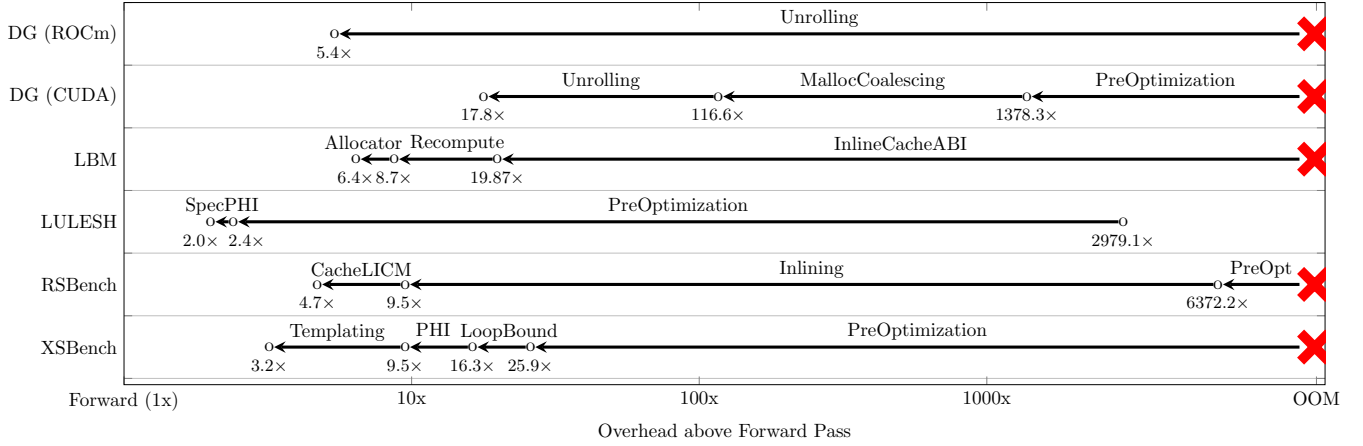 Unrolling
DG (ROCm)
5.4×
Unrolling MallocCoalescing PreOptimization
DG (CUDA)
17.8× 116.6× 1378.3×
Allocator Recompute InlineCacheABI
LBM
6.4× 8.7× 19.87×
SpecPHI PreOptimization
LULESH
2.0× 2.4× 2979.1×
CacheLICM Inlining PreOpt
RSBench
4.7× 9.5× 6372.2×
Templating PHI LoopBound PreOptimization
XSBench
3.2× 9.5× 16.3× 25.9×
Forward (1x) 10x 100x 1000x OOM
Overhead above Forward Pass